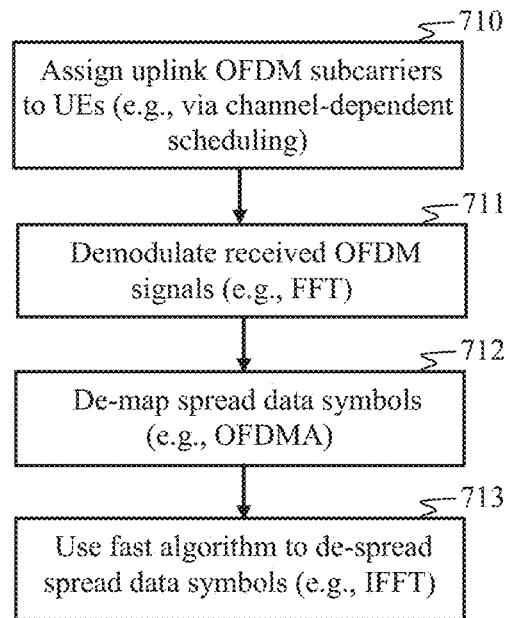 710
Assign uplink OFDM subcarriers
to UEs (e.g., via channel-dependent
scheduling)
711
Demodulate received OFDM
signals (e.g., FFT)
712
De-map spread data symbols
(e.g., OFDMA)
713
Use fast algorithm to de-spread
spread data symbols (e.g., IFFT)